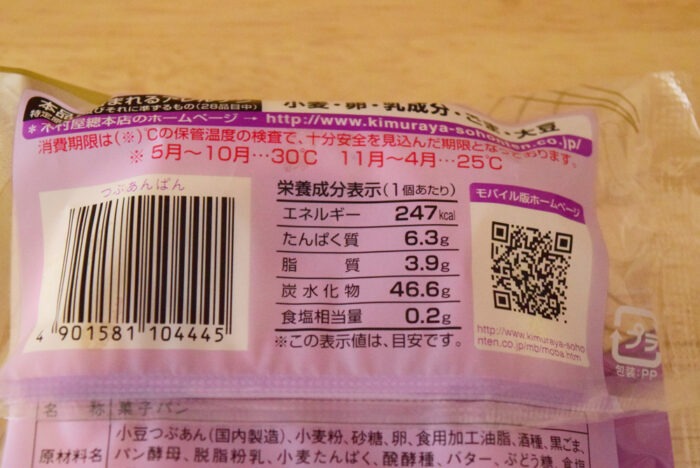 (28品目中)
小麦・卵・乳成分・ごま・大豆
*木村屋總本店のホームページ→ http://www.kimuraya-sohonten.co.jp/
消費期限は(※)℃の保管温度の検査で、十分安全を見込んだ期限となっております。
※ 5月〜10月…30℃ 11月〜4月…25℃
つぶあんぱん
4 901581 104445
栄養成分表示(1個あたり)
エネルギー 247kcal
たんぱく質 6.3g
脂質 3.9g
炭水化物 46.6g
食塩相当量 0.2g
※この表示値は、目安です。
モバイル版ホームページ
http://www.kimuraya-soho
nten.co.jp/mb/moba.htm
プラ
包装:PP
名称 菓子パン
原材料名 小豆つぶあん(国内製造)、小麦粉、砂糖、卵、食用加工油脂、酒種、黒ごま、
パン酵母、脱脂粉乳、小麦たんぱく、醗酵種、バター、ぶどう糖、食塩